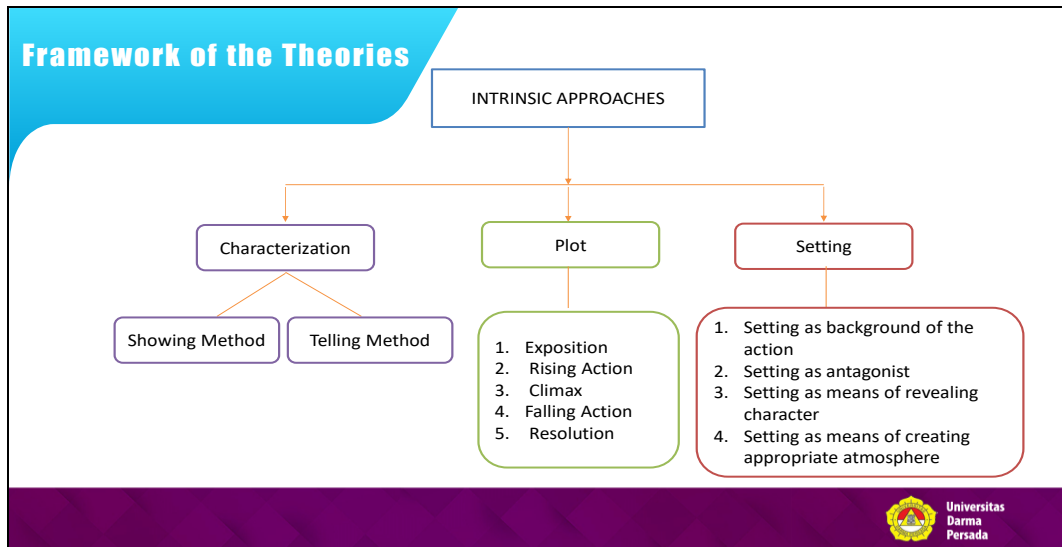 Framework of the Theories
INTRINSIC APPROACHES
Characterization
Plot
Setting
Showing Method
Telling Method
1. Exposition
2. Rising Action
3. Climax
4. Falling Action
5. Resolution
1. Setting as background of the
action
2. Setting as antagonist
3. Setting as means of revealing
character
4. Setting as means of creating
appropriate atmosphere
Universitas
Darma
Persada